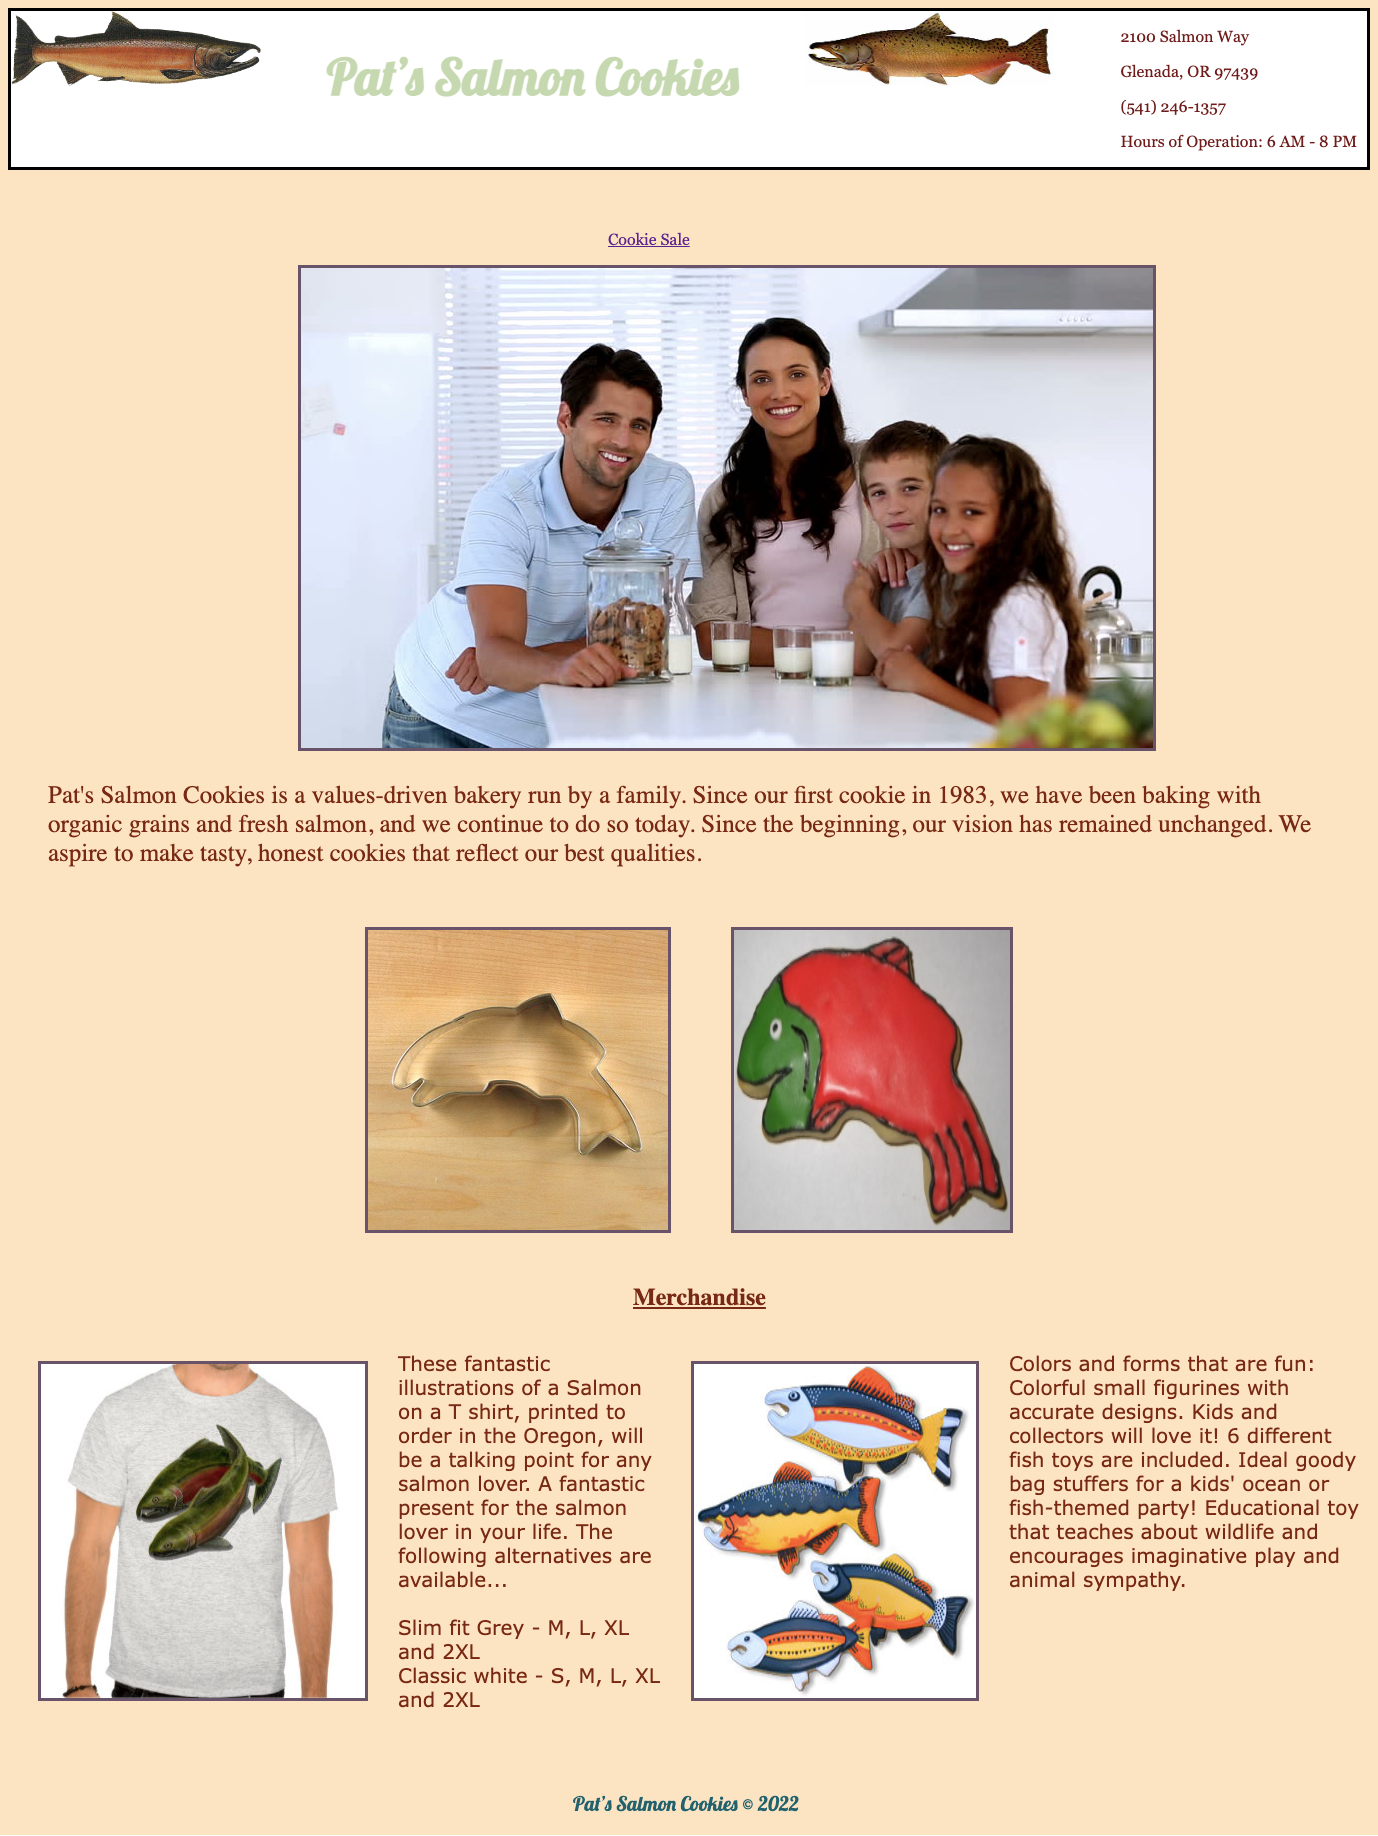 Pat's Salmon Cookies
2100 Salmon Way
Glenada, OR 97439
(541) 246-1357
Hours of Operation: 6 AM - 8 PM
Cookie Sale
Pat's Salmon Cookies is a values-driven bakery run by a family. Since our first cookie in 1983, we have been baking with
organic grains and fresh salmon, and we continue to do so today. Since the beginning, our vision has remained unchanged. We
aspire to make tasty, honest cookies that reflect our best qualities.
Merchandise
These fantastic
illustrations of a Salmon
on a T shirt, printed to
order in the Oregon, will
be a talking point for any
salmon lover. A fantastic
present for the salmon
lover in your life. The
following alternatives are
available...
Slim fit Grey - M, L, XL
and 2XL
Classic white - S, M, L, XL
and 2XL
Colors and forms that are fun:
Colorful small figurines with
accurate designs. Kids and
collectors will love it! 6 different
fish toys are included. Ideal goody
bag stuffers for a kids' ocean or
fish-themed party! Educational toy
that teaches about wildlife and
encourages imaginative play and
animal sympathy.
Pat's Salmon Cookies © 2022